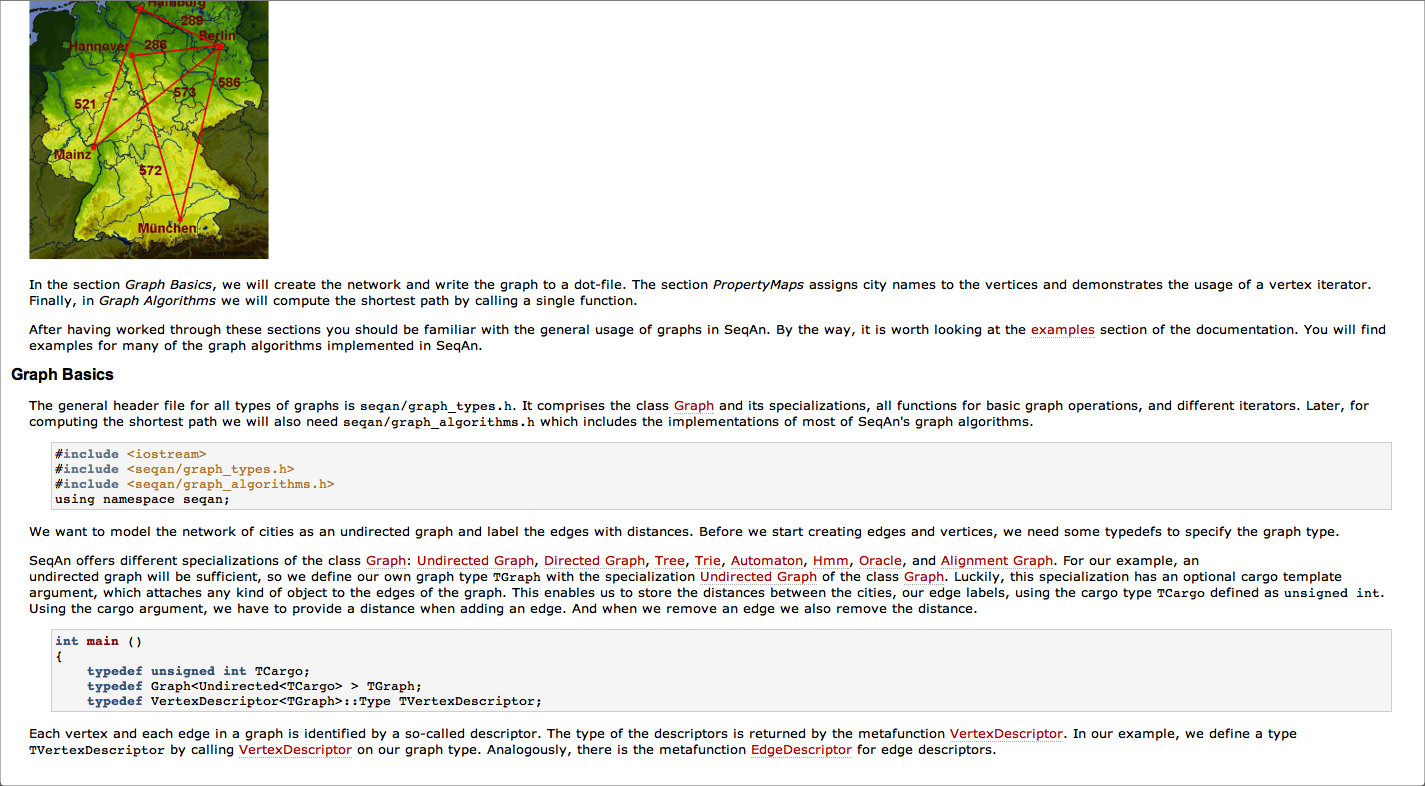 Hamburg
289
Berlin
Hannover 286
586
573
521
Mainz
572
München
In the section Graph Basics, we will create the network and write the graph to a dot-file. The section PropertyMaps assigns city names to the vertices and demonstrates the usage of a vertex iterator.
Finally, in Graph Algorithms we will compute the shortest path by calling a single function.
After having worked through these sections you should be familiar with the general usage of graphs in SeqAn. By the way, it is worth looking at the examples section of the documentation. You will find
examples for many of the graph algorithms implemented in SeqAn.
Graph Basics
The general header file for all types of graphs is seqan/graph_types.h. It comprises the class Graph and its specializations, all functions for basic graph operations, and different iterators. Later, for
computing the shortest path we will also need seqan/graph_algorithms.h which includes the implementations of most of SeqAn's graph algorithms.
#include <iostream>
#include <seqan/graph_types.h>
#include <seqan/graph_algorithms.h>
using namespace seqan;
We want to model the network of cities as an undirected graph and label the edges with distances. Before we start creating edges and vertices, we need some typedefs to specify the graph type.
SeqAn offers different specializations of the class Graph: Undirected Graph, Directed Graph, Tree, Trie, Automaton, Hmm, Oracle, and Alignment Graph. For our example, an
undirected graph will be sufficient, so we define our own graph type TGraph with the specialization Undirected Graph of the class Graph. Luckily, this specialization has an optional cargo template
argument, which attaches any kind of object to the edges of the graph. This enables us to store the distances between the cities, our edge labels, using the cargo type TCargo defined as unsigned int.
Using the cargo argument, we have to provide a distance when adding an edge. And when we remove an edge we also remove the distance.
int main ()
{
    typedef unsigned int TCargo;
    typedef Graph<Undirected<TCargo> > TGraph;
    typedef VertexDescriptor<TGraph>::Type TVertexDescriptor;
Each vertex and each edge in a graph is identified by a so-called descriptor. The type of the descriptors is returned by the metafunction VertexDescriptor. In our example, we define a type
TVertexDescriptor by calling VertexDescriptor on our graph type. Analogously, there is the metafunction EdgeDescriptor for edge descriptors.